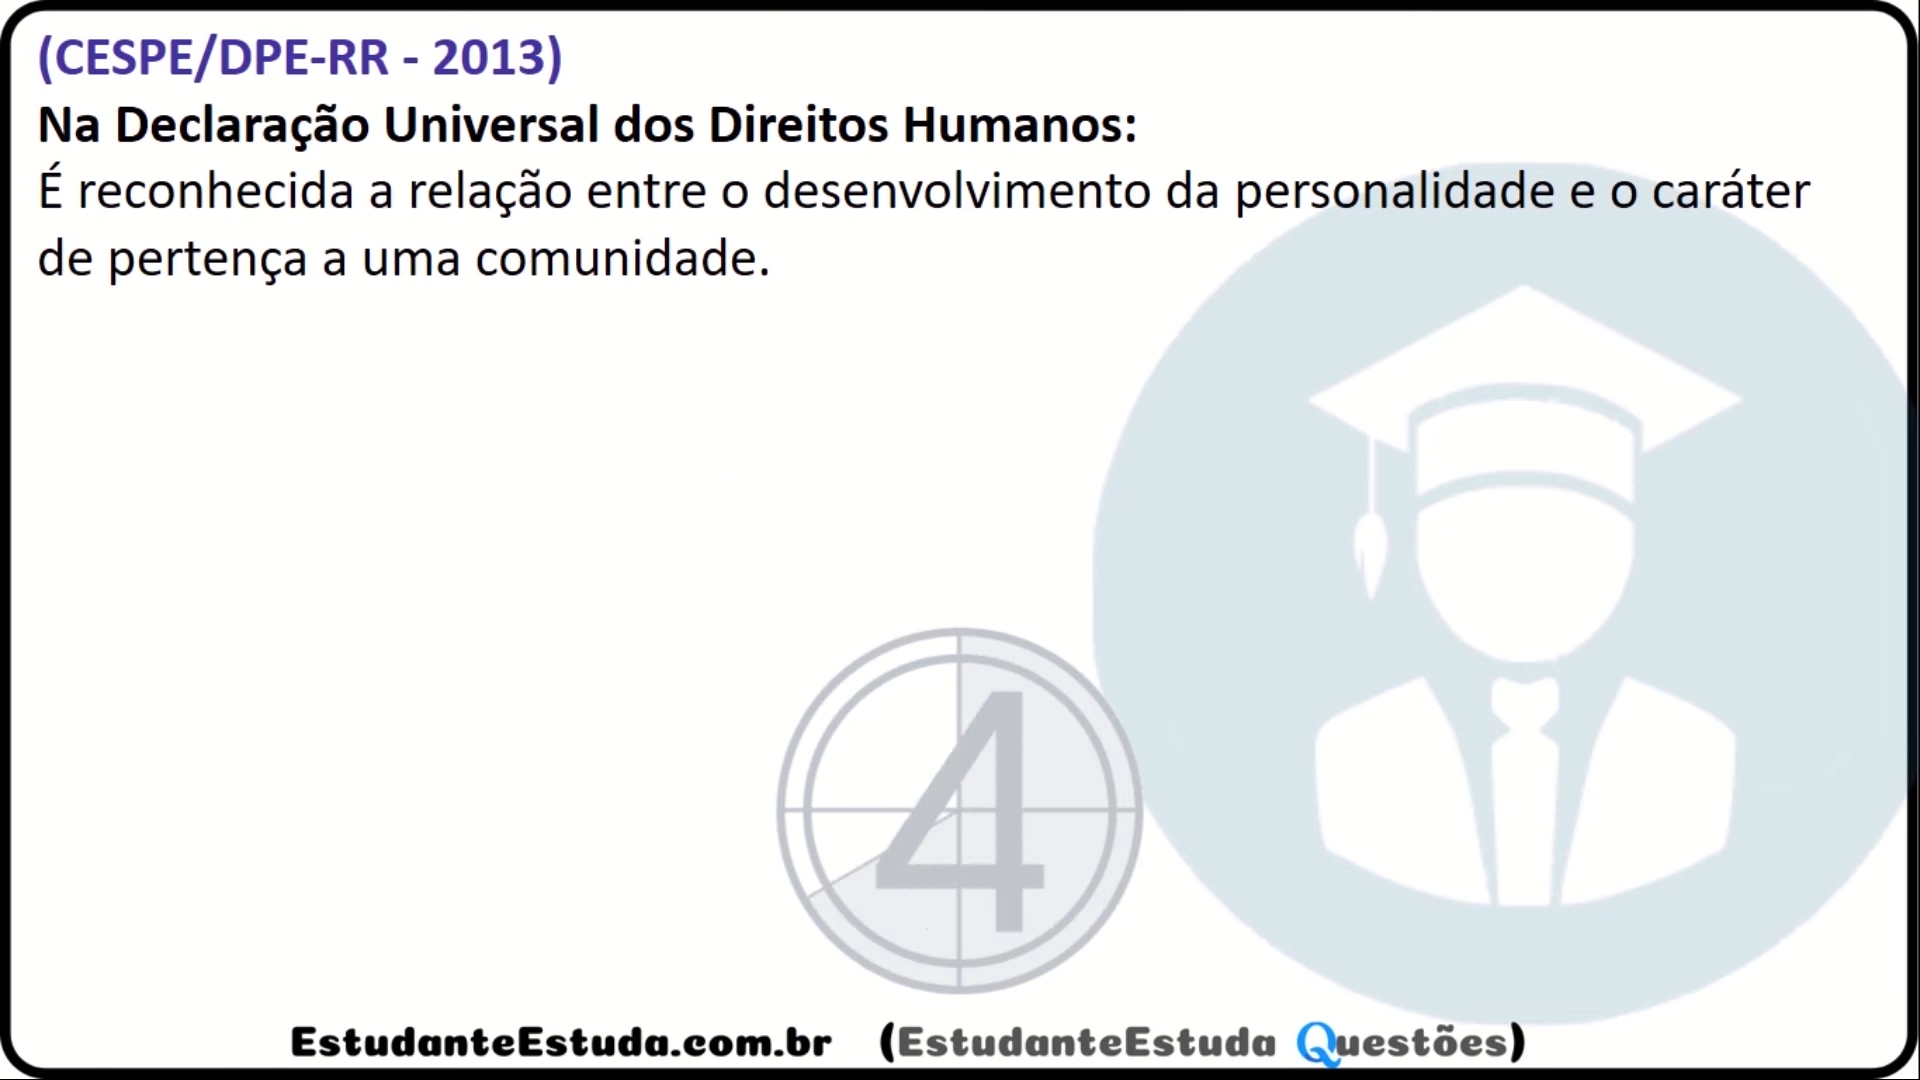 (CESPE/DPE-RR - 2013)
Na Declaração Universal dos Direitos Humanos:
É reconhecida a relação entre o desenvolvimento da personalidade e o caráter
de pertença a uma comunidade.
4
EstudanteEstuda.com.br (EstudanteEstuda Questões)